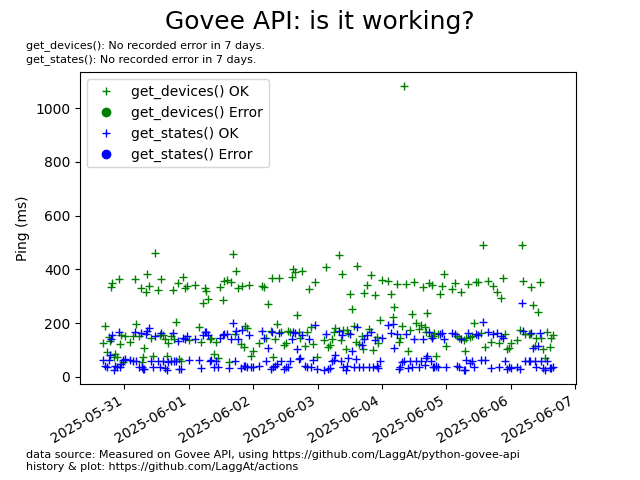 Govee API: is it working?
get_devices(): No recorded error in 7 days.
get_states(): No recorded error in 7 days.
get_devices() OK
get_devices() Error
get_states() OK
get_states() Error
1000
800
600
400
200
0
Ping (ms)
2025-05-31
2025-06-01
2025-06-02
2025-06-03
2025-06-04
2025-06-05
2025-06-06
2025-06-07
data source: Measured on Govee API, using https://github.com/LaggAt/python-govee-api
history & plot: https://github.com/LaggAt/actions